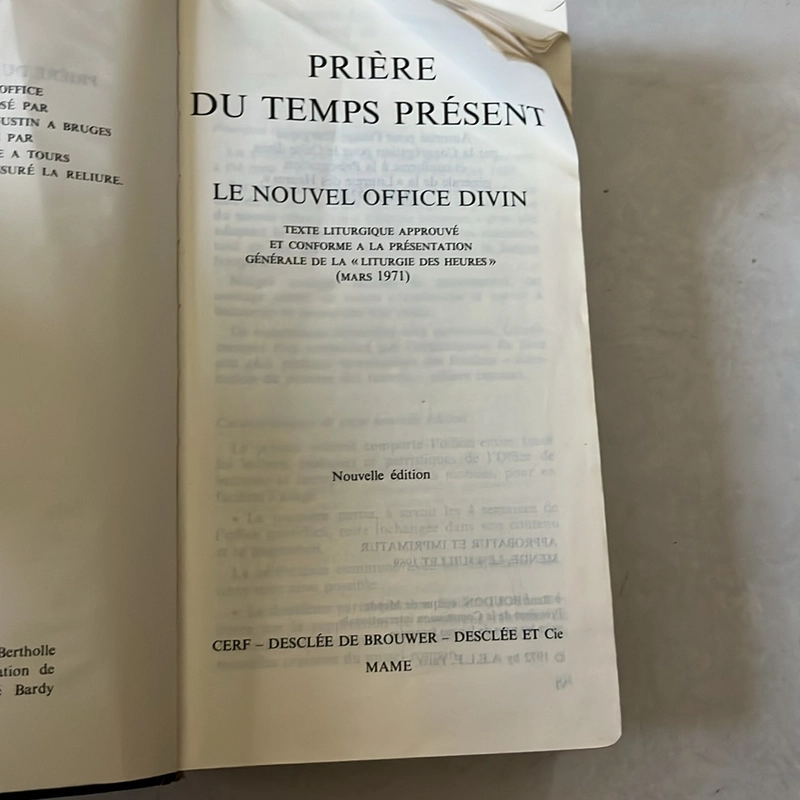 OFFICE
SÉ PAR
USTIN A BRUGES
PAR
E A TOURS
SURÉ LA RELIURE.
Bertholle
ation de
Bardy
PRIÈRE
DU TEMPS PRÉSENT
LE NOUVEL OFFICE DIVIN
TEXTE LITURGIQUE APPROUVÉ
ET CONFORME A LA PRÉSENTATION
GÉNÉRALE DE LA « LITURGIE DES HEURES »
(MARS 1971)
Nouvelle édition
CERF – DESCLÉE DE BROUWER – DESCLÉE ET Cie
MAME